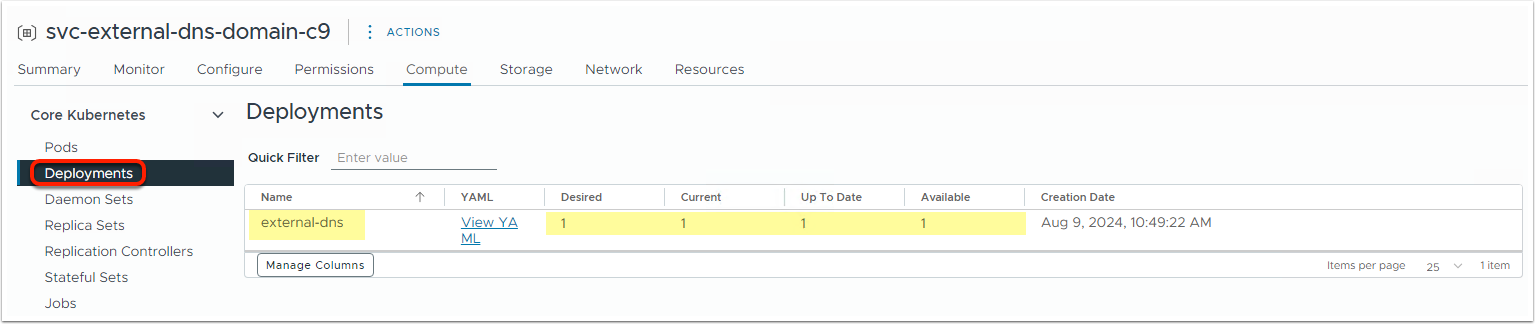 svc-external-dns-domain-c9
ACTIONS
Summary Monitor Configure Permissions Compute Storage Network Resources
Core Kubernetes
Pods
Deployments
Daemon Sets
Replica Sets
Replication Controllers
Stateful Sets
Jobs
Deployments
Quick Filter Enter value
Name YAML Desired Current Up To Date Available Creation Date
external-dns View YA 1 1 1 1 Aug 9, 2024, 10:49:22 AM
ML
Manage Columns Items per page 25 1 item